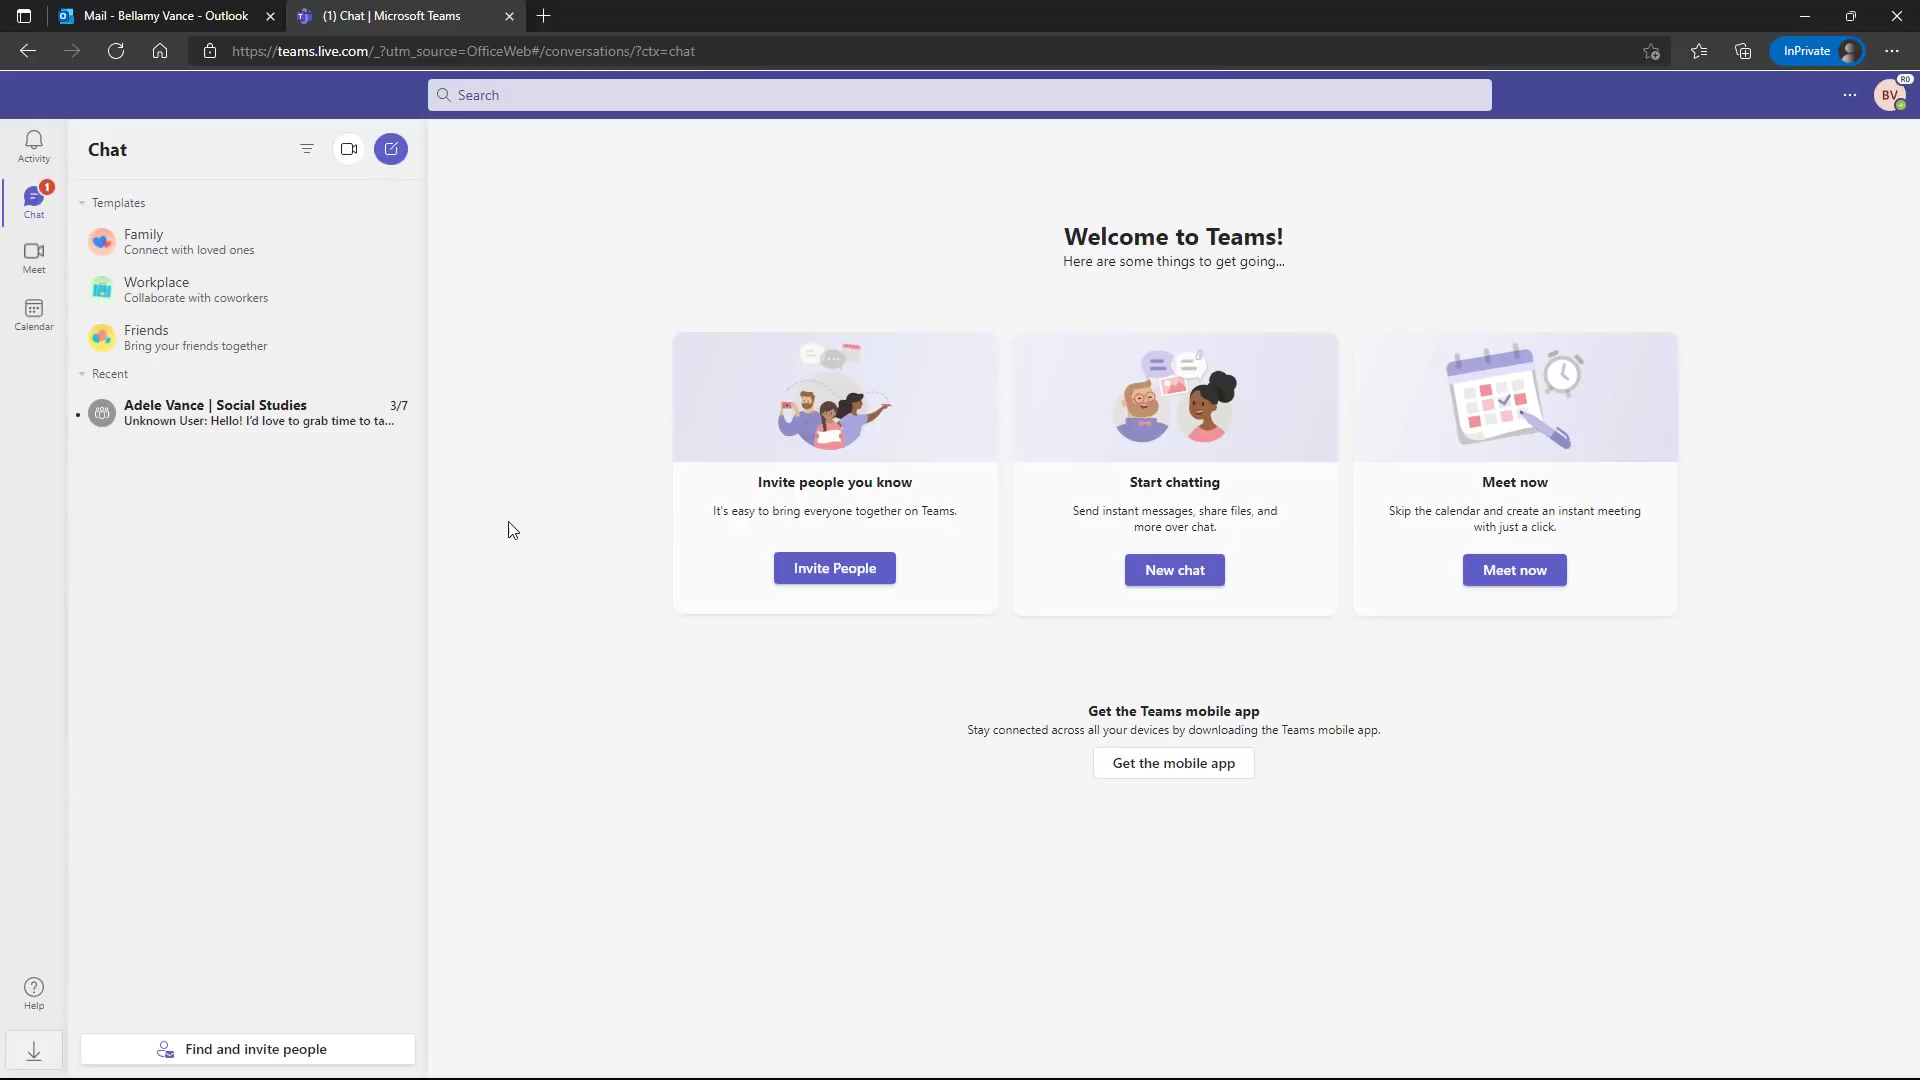 Mail - Bellamy Vance - Outlook
(1) Chat | Microsoft Teams
https://teams.live.com/_?utm_source=OfficeWeb#/conversations/?ctx=chat
InPrivate
Search
BV
RO
Activity
1
Chat
Meet
Calendar
Help
Chat
Templates
Family
Connect with loved ones
Workplace
Collaborate with coworkers
Friends
Bring your friends together
Recent
Adele Vance | Social Studies 3/7
Unknown User: Hello! I'd love to grab time to ta...
Find and invite people
Welcome to Teams!
Here are some things to get going...
Invite people you know
It's easy to bring everyone together on Teams.
Invite People
Start chatting
Send instant messages, share files, and
more over chat.
New chat
Meet now
Skip the calendar and create an instant meeting
with just a click.
Meet now
Get the Teams mobile app
Stay connected across all your devices by downloading the Teams mobile app.
Get the mobile app